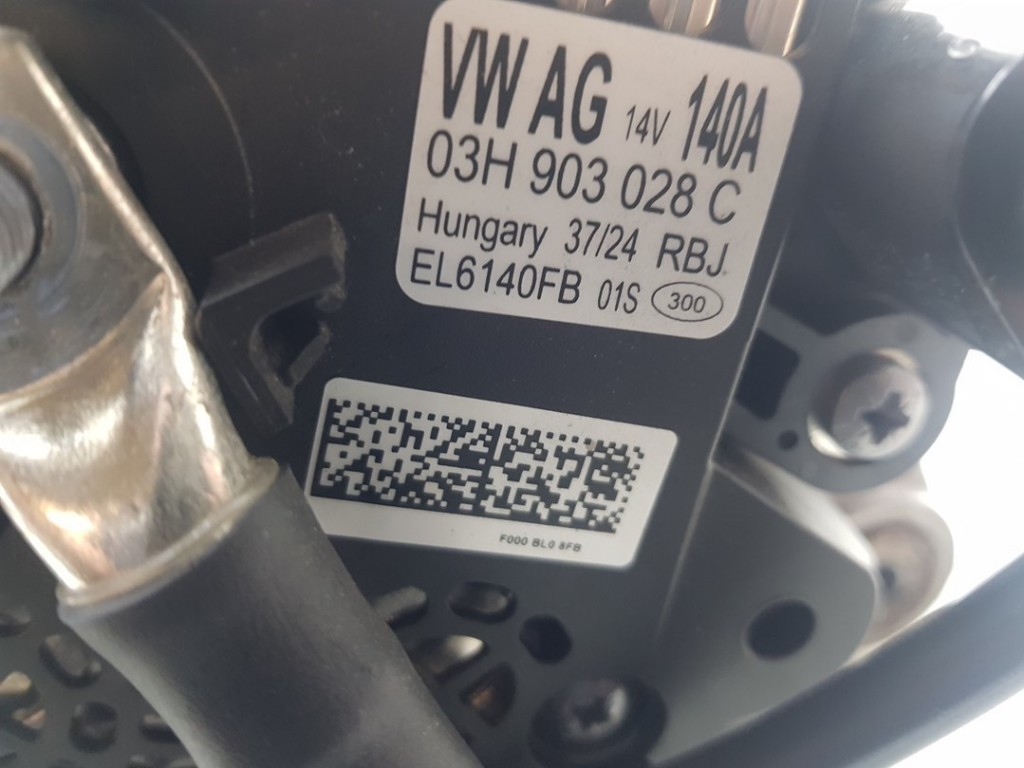 VW AG 14V 140A
03H 903 028 C
Hungary 37/24 RBJ
EL6140FB 01S 300
F000 BL0 8FB